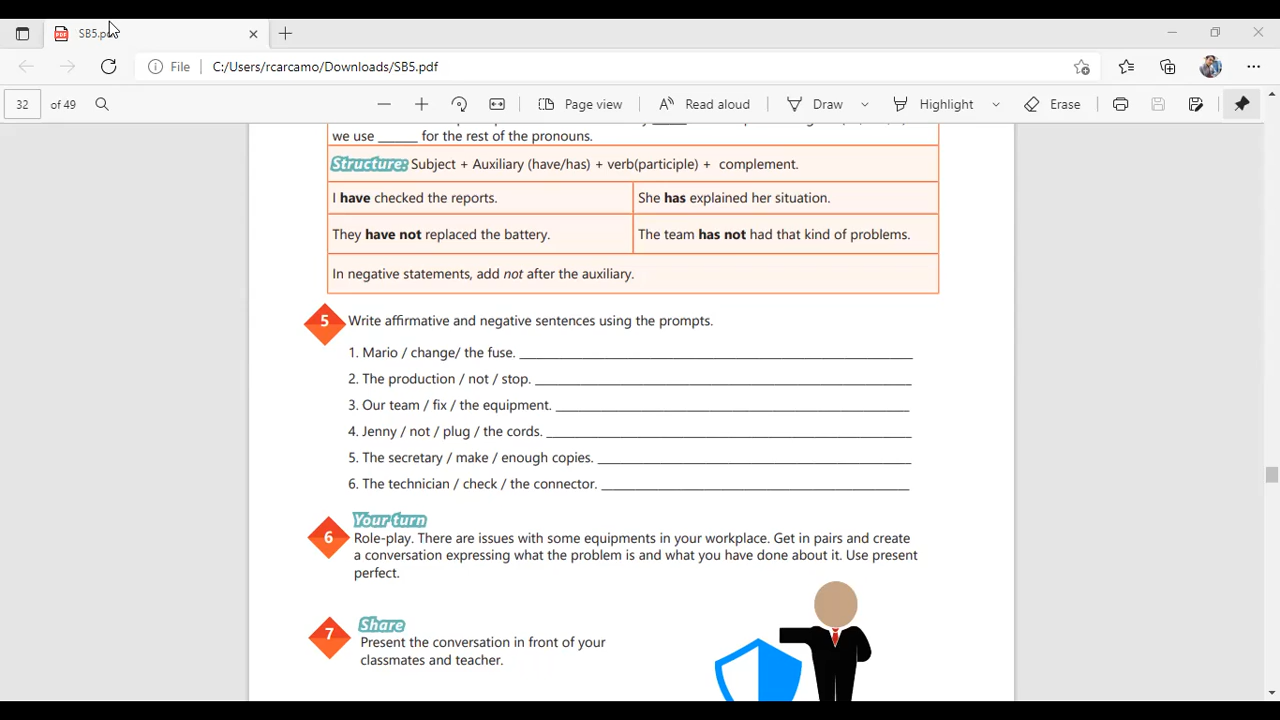 SB5.pdf
File C:/Users/rcarcamo/Downloads/SB5.pdf
32 of 49 Page view Read aloud Draw Highlight Erase
we use ______ for the rest of the pronouns.
Structure: Subject + Auxiliary (have/has) + verb(participle) + complement.
I have checked the reports. She has explained her situation.
They have not replaced the battery. The team has not had that kind of problems.
In negative statements, add not after the auxiliary.
5 Write affirmative and negative sentences using the prompts.
1. Mario / change/ the fuse. ______
2. The production / not / stop. ______
3. Our team / fix / the equipment. ______
4. Jenny / not / plug / the cords. ______
5. The secretary / make / enough copies. ______
6. The technician / check / the connector. ______
Your turn
6 Role-play. There are issues with some equipments in your workplace. Get in pairs and create
a conversation expressing what the problem is and what you have done about it. Use present
perfect.
7 Share
Present the conversation in front of your
classmates and teacher.